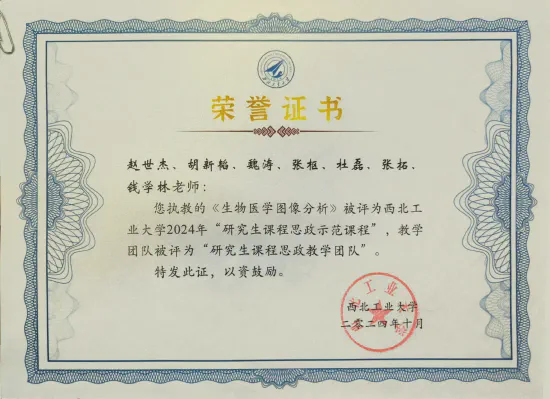 荣誉证书
赵世杰、胡新韬、魏涛、张枢、杜磊、张拓、
钱学林老师：
您执教的《生物医学图像分析》被评为西北工
业大学2024年“研究生课程思政示范课程”，教学
团队被评为“研究生课程思政教学团队”。
特发此证，以资鼓励。
西北工业大学
二零二四年十月